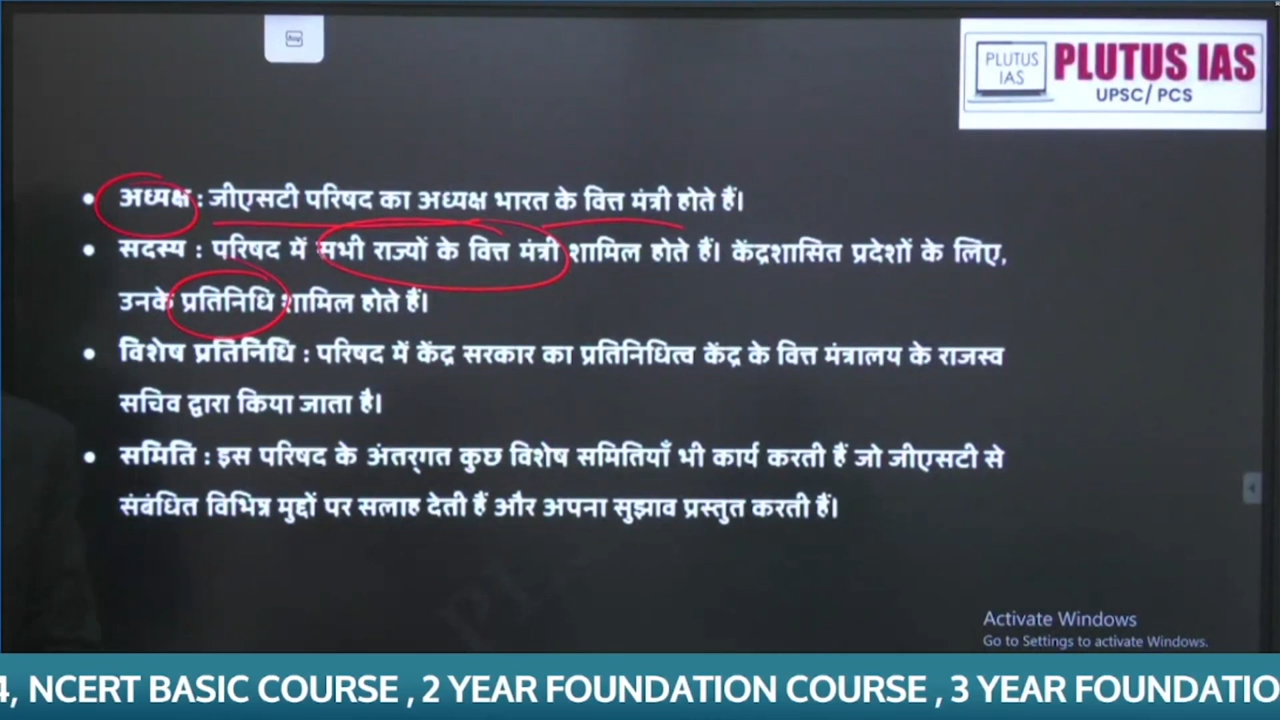 PLUTUS IAS
PLUTUS IAS
UPSC/ PCS
• अध्यक्ष : जीएसटी परिषद का अध्यक्ष भारत के वित्त मंत्री होते हैं।
• सदस्य : परिषद में सभी राज्यों के वित्त मंत्री शामिल होते हैं। केंद्रशासित प्रदेशों के लिए,
उनके प्रतिनिधि शामिल होते हैं।
• विशेष प्रतिनिधि : परिषद में केंद्र सरकार का प्रतिनिधित्व केंद्र के वित्त मंत्रालय के राजस्व
सचिव द्वारा किया जाता है।
• समिति : इस परिषद के अंतर्गत कुछ विशेष समितियाँ भी कार्य करती हैं जो जीएसटी से
संबंधित विभिन्न मुद्दों पर सलाह देती हैं और अपना सुझाव प्रस्तुत करती हैं।
Activate Windows
Go to Settings to activate Windows.
4, NCERT BASIC COURSE , 2 YEAR FOUNDATION COURSE , 3 YEAR FOUNDATIO